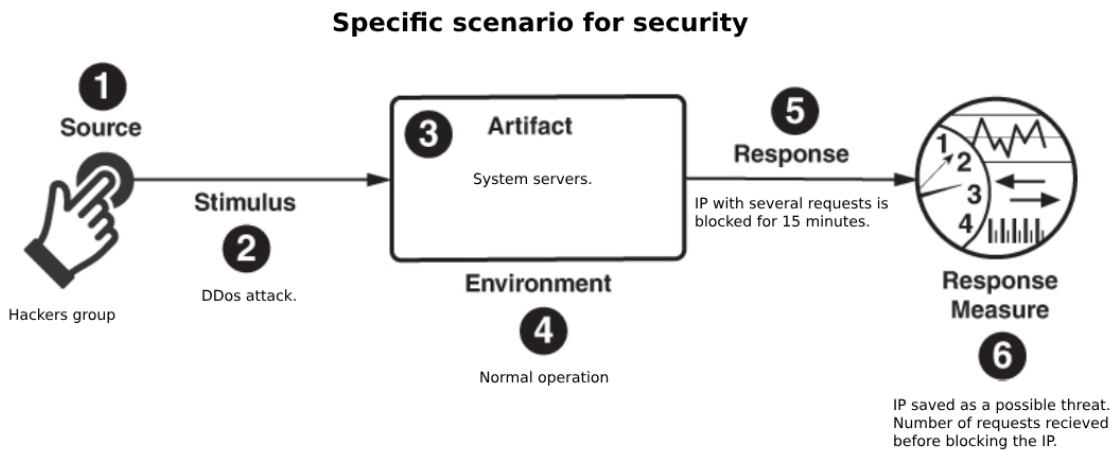 Specific scenario for security
1
Source
Hackers group
Stimulus
2
DDos attack.
3
Artifact
System servers.
Environment
4
Normal operation
5
Response
IP with several requests is
blocked for 15 minutes.
1
2
3
4
Response
Measure
6
IP saved as a possible threat.
Number of requests recieved
before blocking the IP.